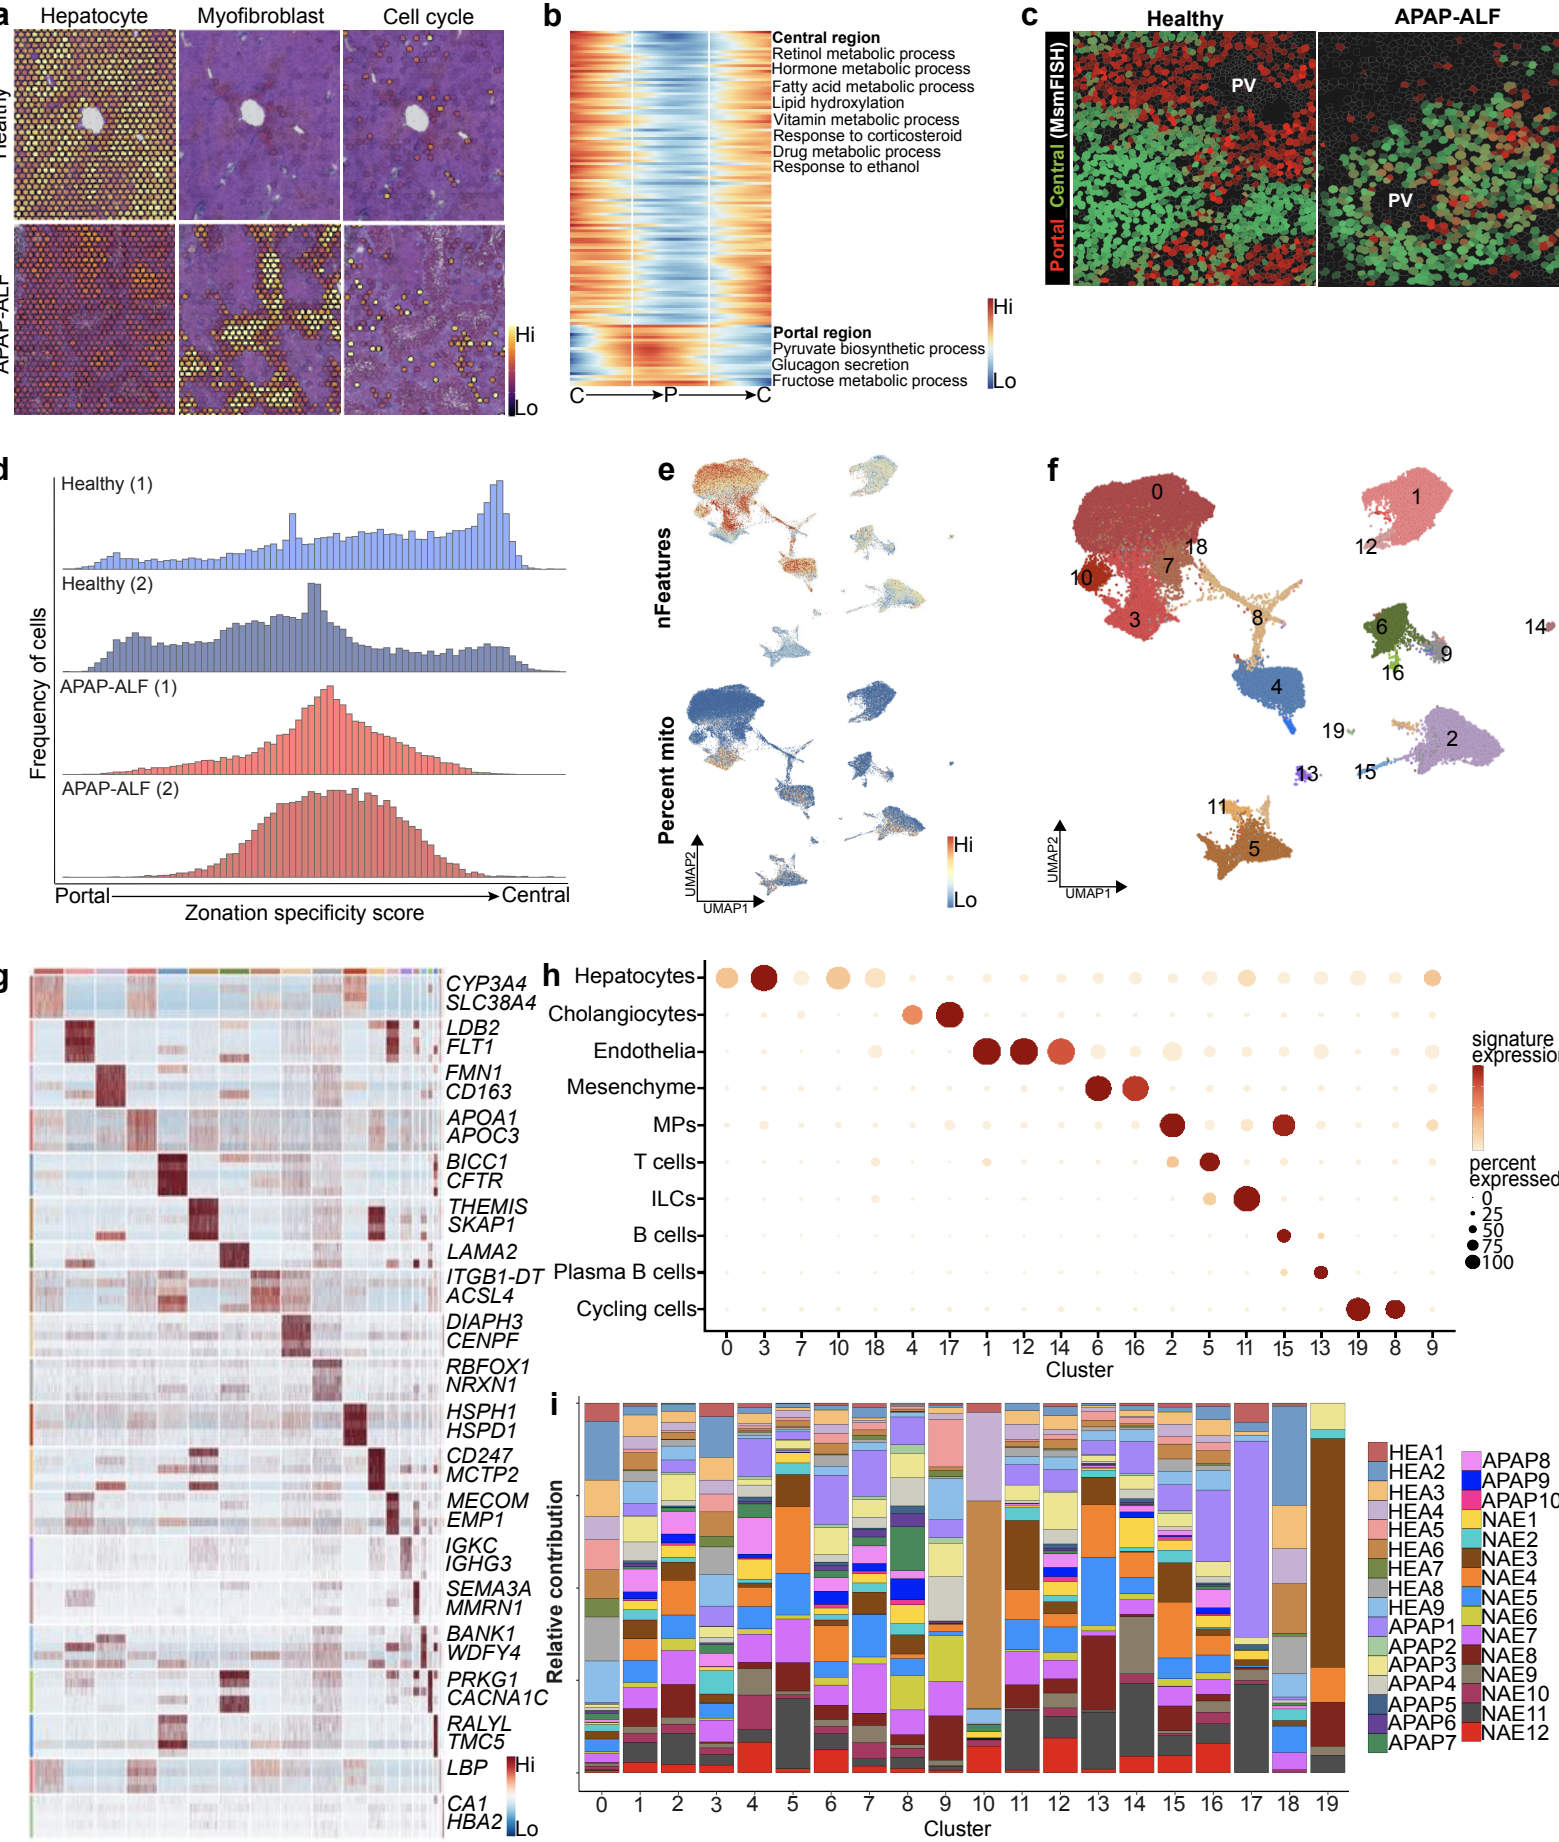 a
Hepatocyte
Myofibroblast
Cell cycle
Healthy
APAP-ALF
Hi
Lo
b
Central region
Retinol metabolic process
Hormone metabolic process
Fatty acid metabolic process
Lipid hydroxylation
Vitamin metabolic process
Response to corticosteroid
Drug metabolic process
Response to ethanol
Portal region
Pyruvate biosynthetic process
Glucagon secretion
Fructose metabolic process
C P C
Hi
Lo
c
Healthy
APAP-ALF
Portal Central (MsmFISH)
PV
PV
d
Healthy (1)
Healthy (2)
APAP-ALF (1)
APAP-ALF (2)
Frequency of cells
Portal
Central
Zonation specificity score
e
nFeatures
Percent mito
UMAP2
UMAP1
Hi
Lo
f
0
1
12
18
7
10
3
8
6
9
14
16
4
19
2
13
15
11
5
UMAP2
UMAP1
g
CYP3A4
SLC38A4
LDB2
FLT1
FMN1
CD163
APOA1
APOC3
BICC1
CFTR
THEMIS
SKAP1
LAMA2
ITGB1-DT
ACSL4
DIAPH3
CENPF
RBFOX1
NRXN1
HSPH1
HSPD1
CD247
MCTP2
MECOM
EMP1
IGKC
IGHG3
SEMA3A
MMRN1
BANK1
WDFY4
PRKG1
CACNA1C
RALYL
TMC5
LBP
CA1
HBA2
Hi
Lo
h
Hepatocytes
Cholangiocytes
Endothelia
Mesenchyme
MPs
T cells
ILCs
B cells
Plasma B cells
Cycling cells
0 3 7 10 18 4 17 1 12 14 6 16 2 5 11 15 13 19 8 9
Cluster
signature
expression
percent
expressed
0
25
50
75
100
i
Relative contribution
0 1 2 3 4 5 6 7 8 9 10 11 12 13 14 15 16 17 18 19
Cluster
HEA1
HEA2
HEA3
HEA4
HEA5
HEA6
HEA7
HEA8
HEA9
APAP1
APAP2
APAP3
APAP4
APAP5
APAP6
APAP7
APAP8
APAP9
APAP10
NAE1
NAE2
NAE3
NAE4
NAE5
NAE6
NAE7
NAE8
NAE9
NAE10
NAE11
NAE12